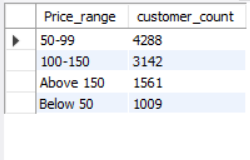 Price_range customer_count
50-99 4288
100-150 3142
Above 150 1561
Below 50 1009